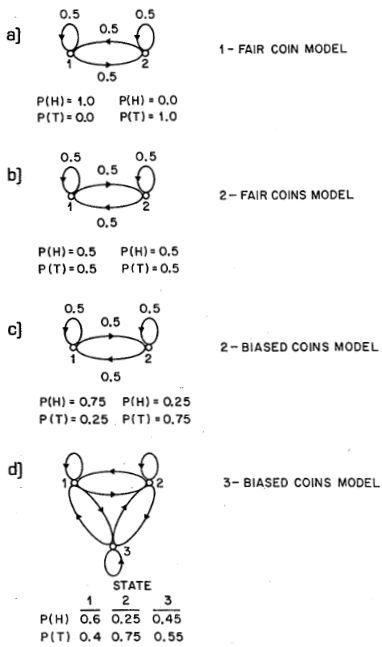 a]
0.5 0.5 0.5
1 2
0.5
1 – FAIR COIN MODEL
P(H) = 1.0 P(H) = 0.0
P(T) = 0.0 P(T) = 1.0
b]
0.5 0.5 0.5
1 2
0.5
2 – FAIR COINS MODEL
P(H) = 0.5 P(H) = 0.5
P(T) = 0.5 P(T) = 0.5
c]
0.5 0.5 0.5
1 2
0.5
2 – BIASED COINS MODEL
P(H) = 0.75 P(H) = 0.25
P(T) = 0.25 P(T) = 0.75
d]
1 2
3 – BIASED COINS MODEL
3
STATE
1 2 3
P(H) 0.6 0.25 0.45
P(T) 0.4 0.75 0.55